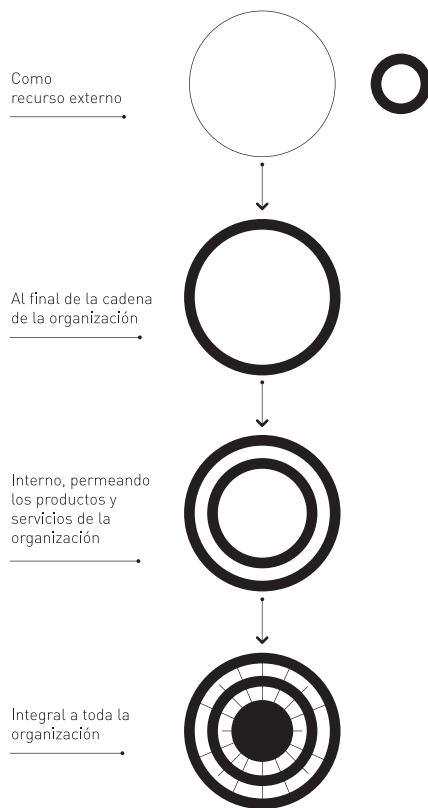 Como
recurso externo
Al final de la cadena
de la organización
Interno, permeando
los productos y
servicios de la
organización
Integral a toda la
organización